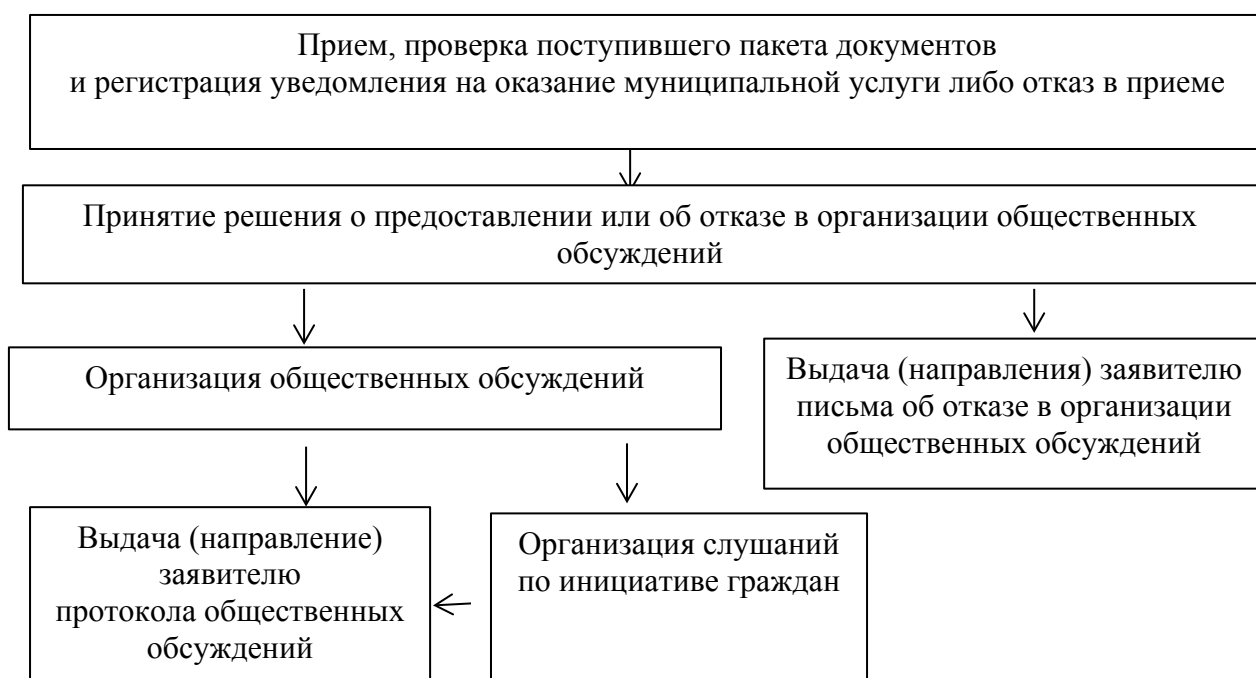 Прием, проверка поступившего пакета документов
и регистрация уведомления на оказание муниципальной услуги либо отказ в приеме
Принятие решения о предоставлении или об отказе в организации общественных
обсуждений
Организация общественных обсуждений
Выдача (направления) заявителю
письма об отказе в организации
общественных обсуждений
Выдача (направление)
заявителю
протокола общественных
обсуждений
Организация слушаний
по инициативе граждан